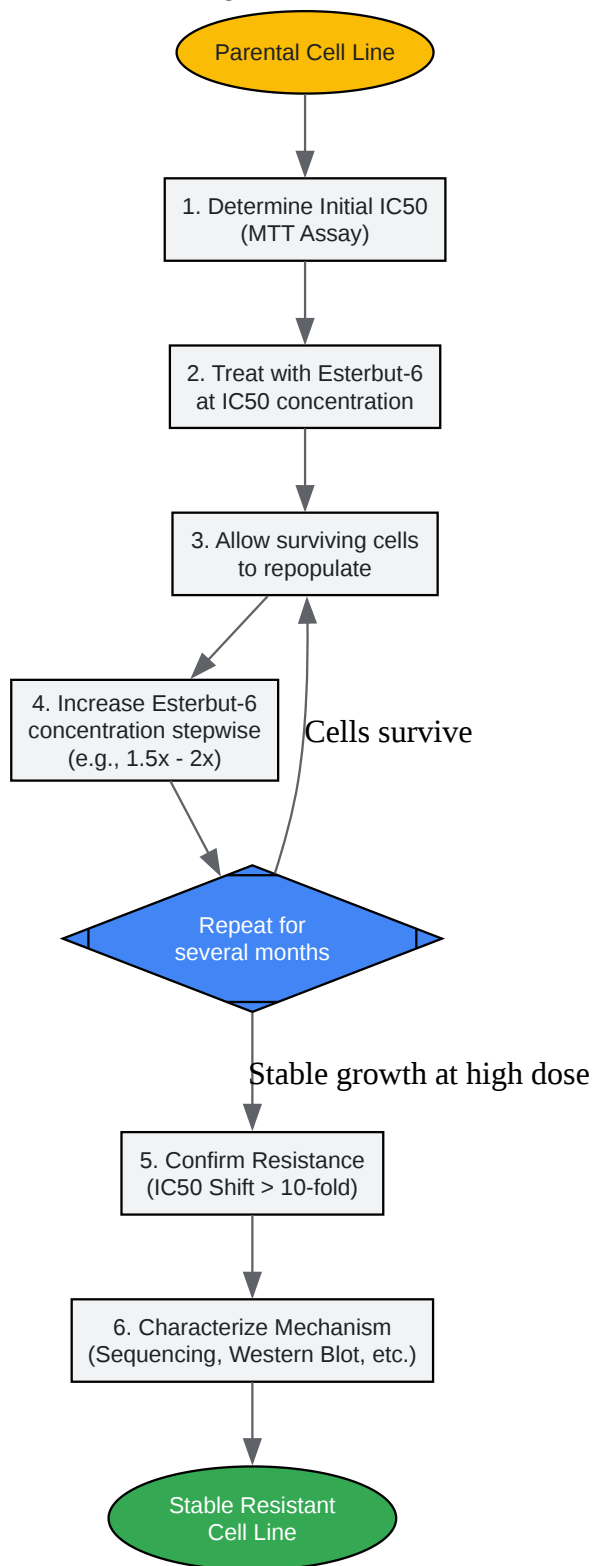 Parental Cell Line
1. Determine Initial IC50
(MTT Assay)
2. Treat with Esterbut-6
at IC50 concentration
3. Allow surviving cells
to repopulate
4. Increase Esterbut-6
concentration stepwise
(e.g., 1.5x - 2x)
Cells survive
Repeat for
several months
Stable growth at high dose
5. Confirm Resistance
(IC50 Shift > 10-fold)
6. Characterize Mechanism
(Sequencing, Western Blot, etc.)
Stable Resistant
Cell Line